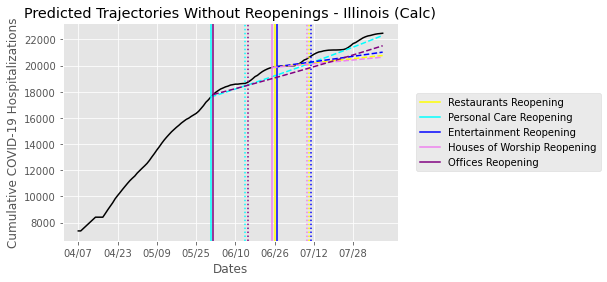 Predicted Trajectories Without Reopenings - Illinois (Calc)
Cumulative COVID-19 Hospitalizations
22000
20000
18000
16000
14000
12000
10000
8000
04/07 04/23 05/09 05/25 06/10 06/26 07/12 07/28
Dates
Restaurants Reopening
Personal Care Reopening
Entertainment Reopening
Houses of Worship Reopening
Offices Reopening